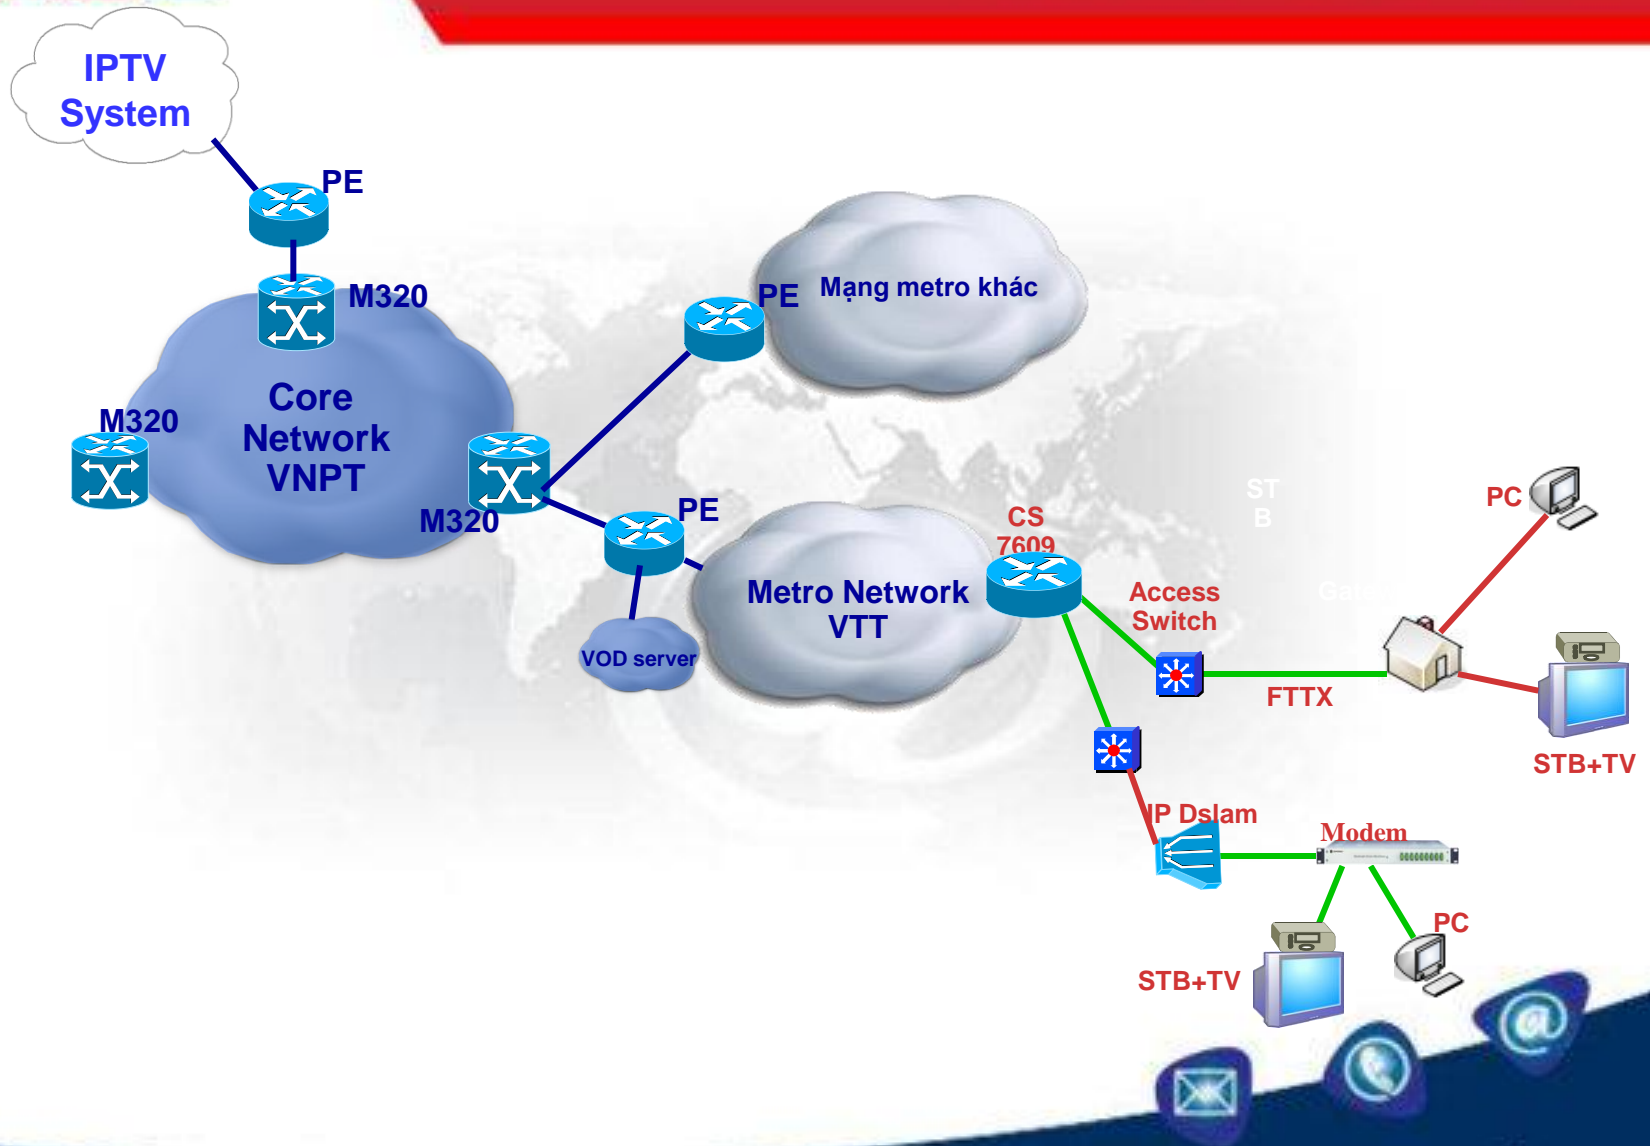 IPTV
System
PE
M320
PE
Mạng metro khác
Core
Network
VNPT
M320
M320
PE
ST
B
PC
CS
7609
Metro Network
VTT
Access
Switch
VOD server
FTTX
STB+TV
IP Dslam
Modem
PC
STB+TV
@